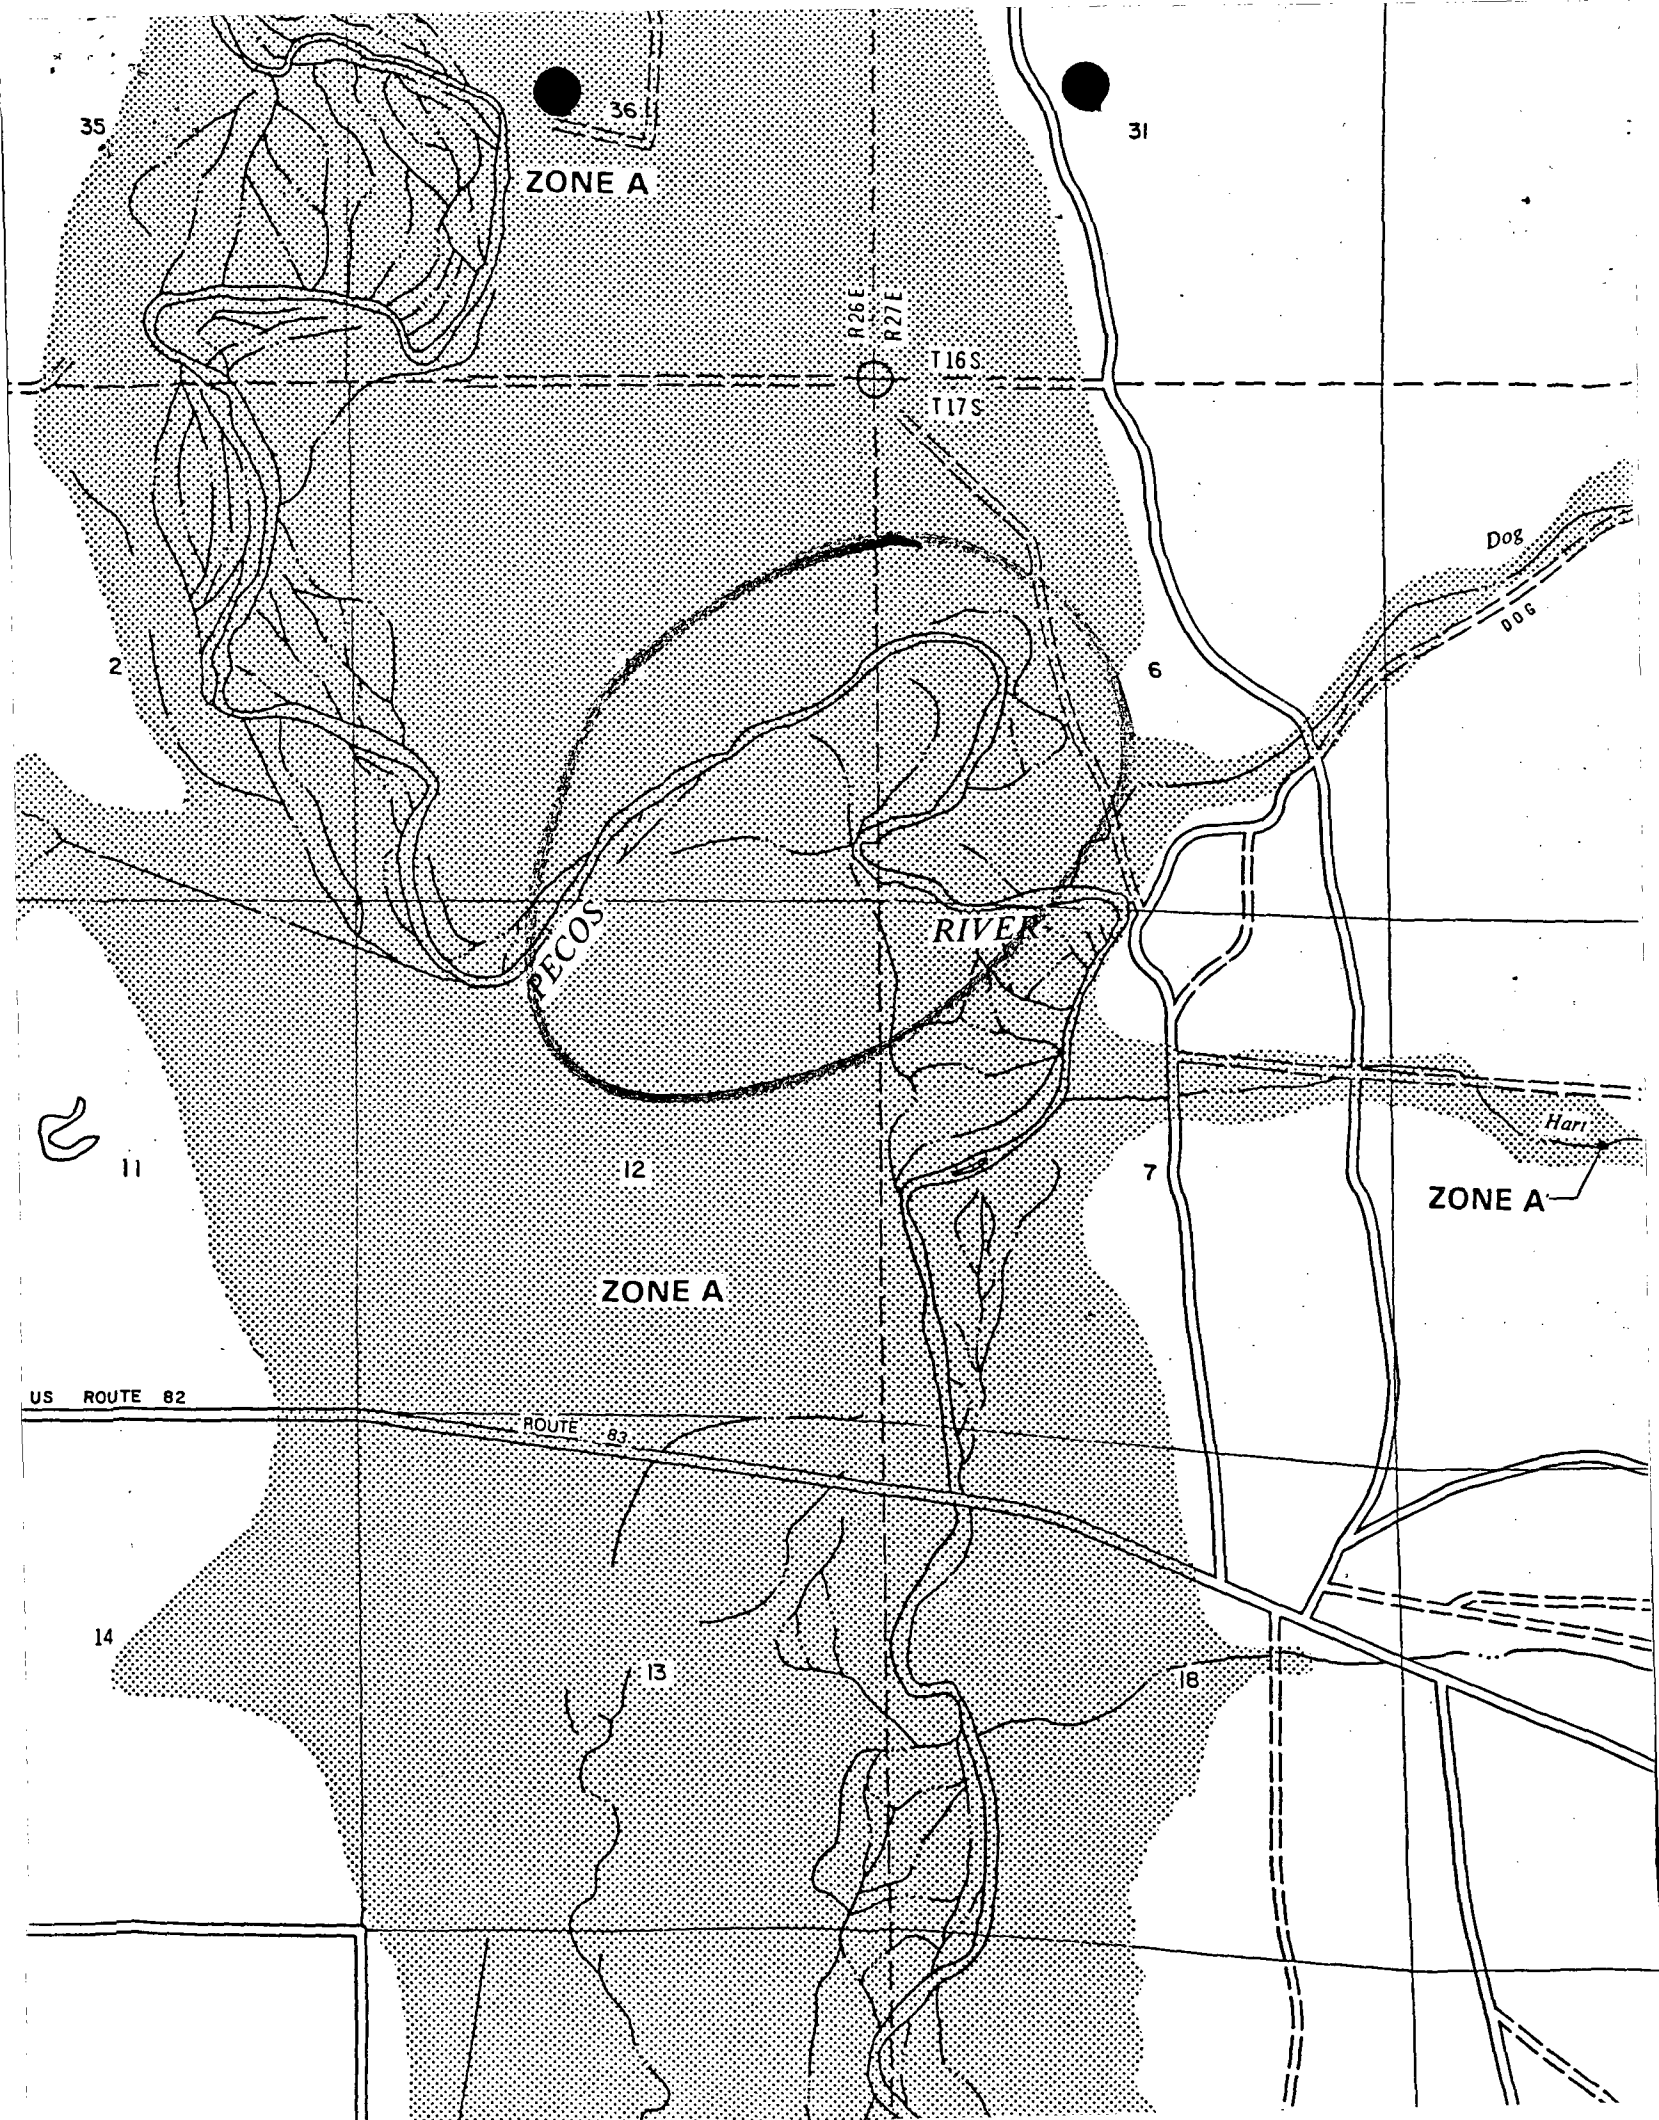 35
36
31
ZONE A
R26E
R27E
T16S
T17S
Dog
DOG
2
6
PECOS
RIVER
Hart
11
12
7
ZONE A
ZONE A
US ROUTE 82
ROUTE 83
14
13
18